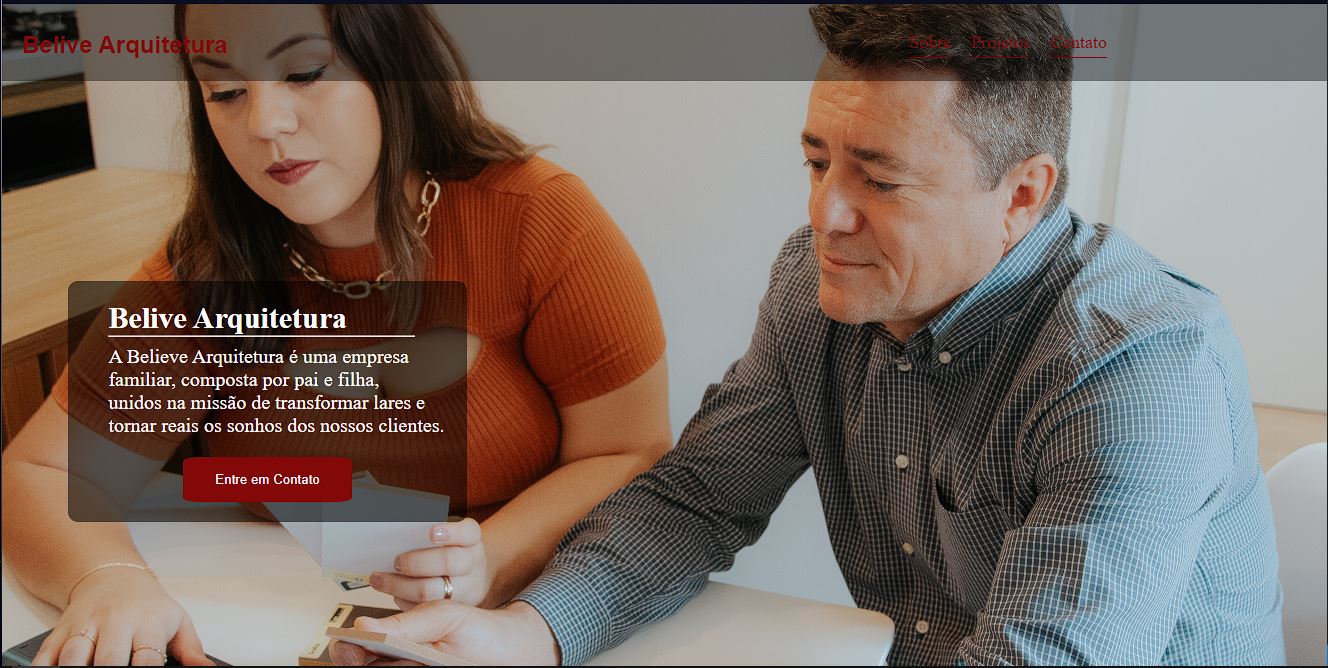 Belive Arquitetura
Sobre Projetos Contato
Belive Arquitetura
A Believe Arquitetura é uma empresa
familiar, composta por pai e filha,
unidos na missão de transformar lares e
tornar reais os sonhos dos nossos clientes.
Entre em Contato